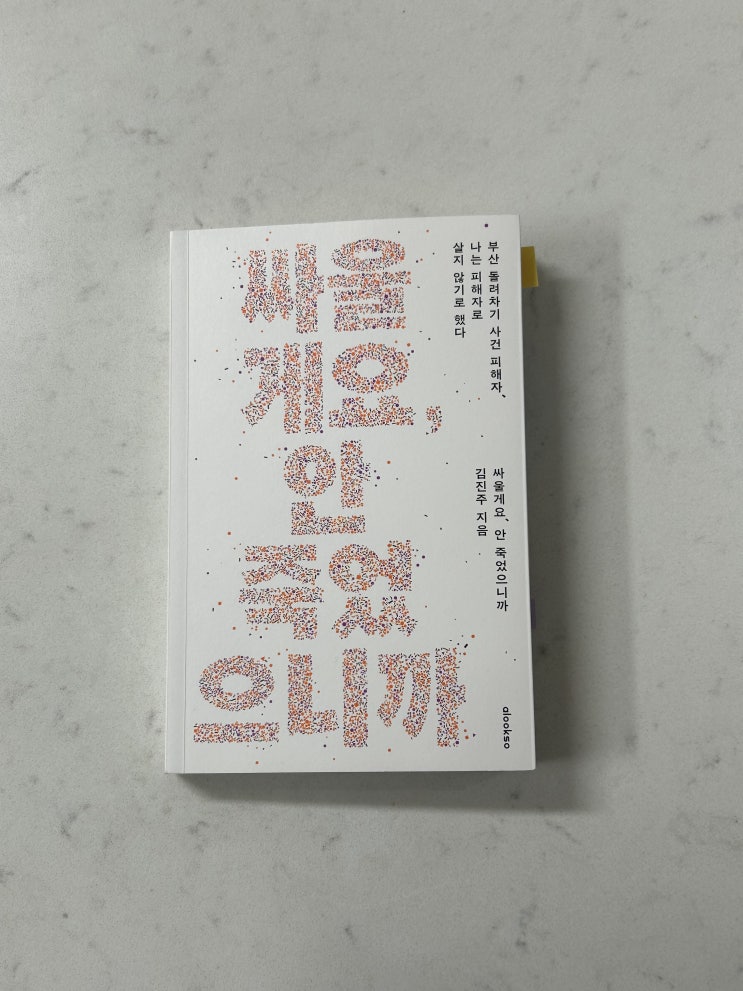 싸울
게요,
안
죽었
으니까
부산 돌려차기 사건 피해자,
나는 피해자로
살지 않기로 했다
싸울게요, 안 죽었으니까
김진주 지음
alookso